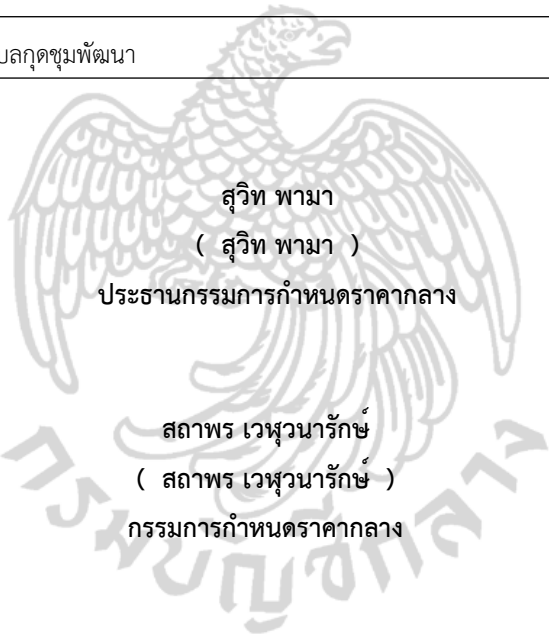 บลกุดชุมพัฒนา
สุวิท พามา
( สุวิท พามา )
ประธานกรรมการกำหนดราคากลาง
สถาพร เวฬุวนารักษ์
( สถาพร เวฬุวนารักษ์ )
กรรมการกำหนดราคากลาง
กรมบัญชีกลาง